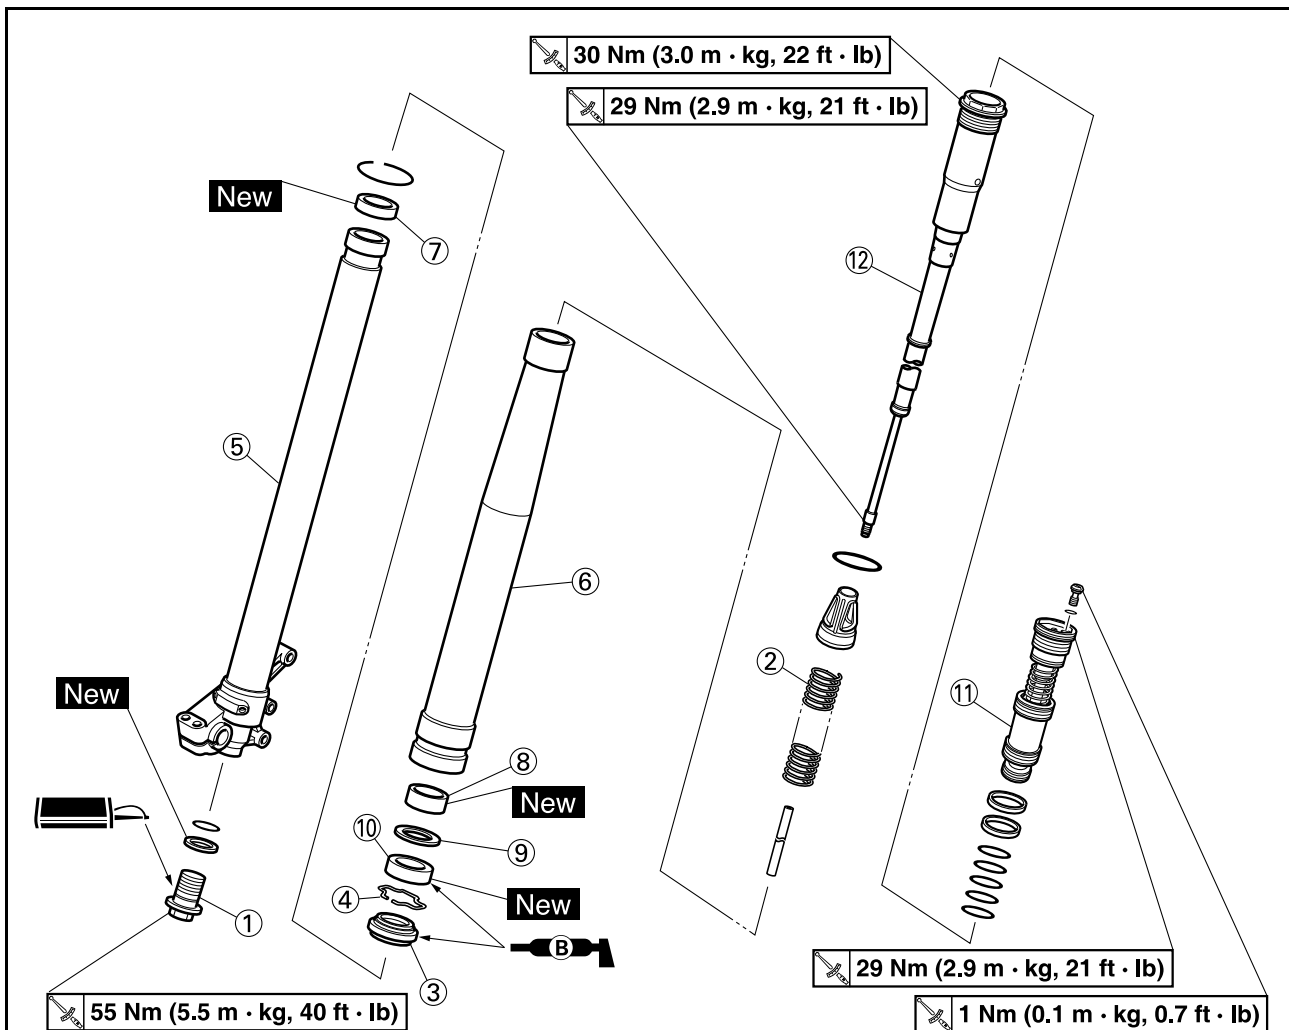 30 Nm (3.0 m · kg, 22 ft · lb)
29 Nm (2.9 m · kg, 21 ft · lb)
New
7
12
5
6
2
New
11
8
New
10
9
4
New
1
B
3
29 Nm (2.9 m · kg, 21 ft · lb)
55 Nm (5.5 m · kg, 40 ft · lb)
1 Nm (0.1 m · kg, 0.7 ft · lb)